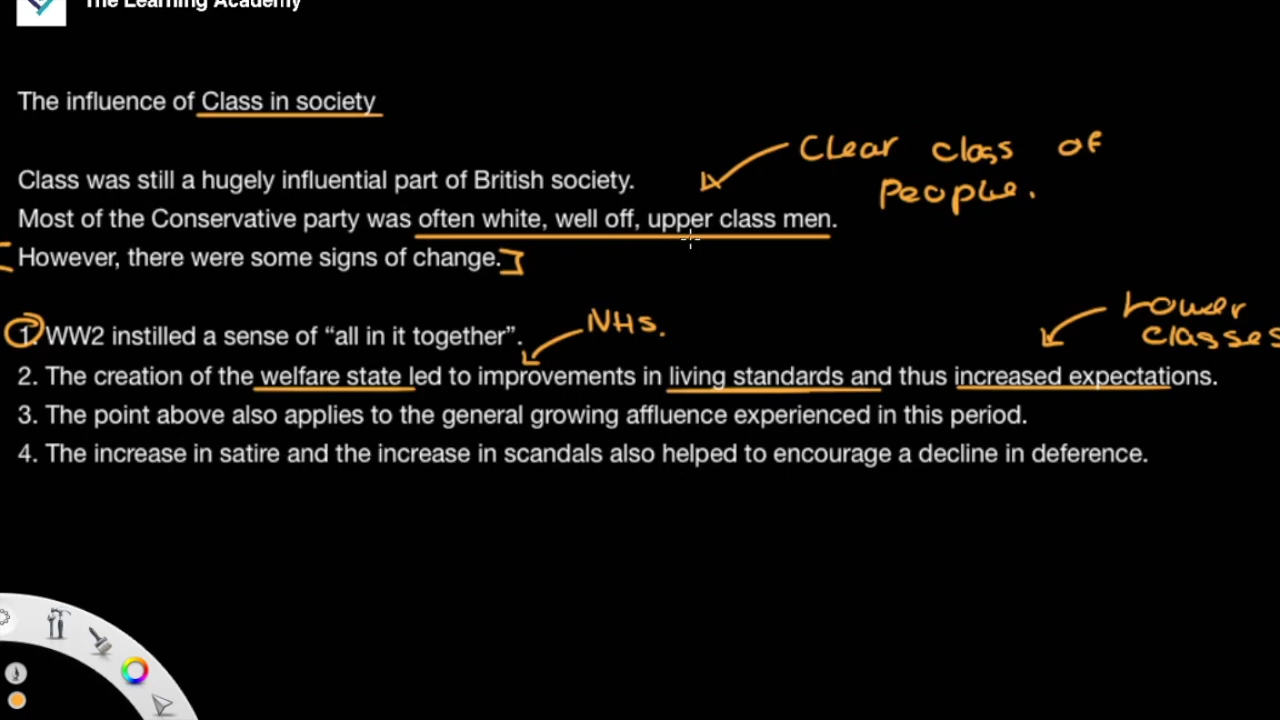 The Learning Academy
The influence of Class in society
Clear class of
People.
Class was still a hugely influential part of British society.
Most of the Conservative party was often white, well off, upper class men.
[However, there were some signs of change.]
NHS.
Lower
classes
1. WW2 instilled a sense of “all in it together”.
2. The creation of the welfare state led to improvements in living standards and thus increased expectations.
3. The point above also applies to the general growing affluence experienced in this period.
4. The increase in satire and the increase in scandals also helped to encourage a decline in deference.